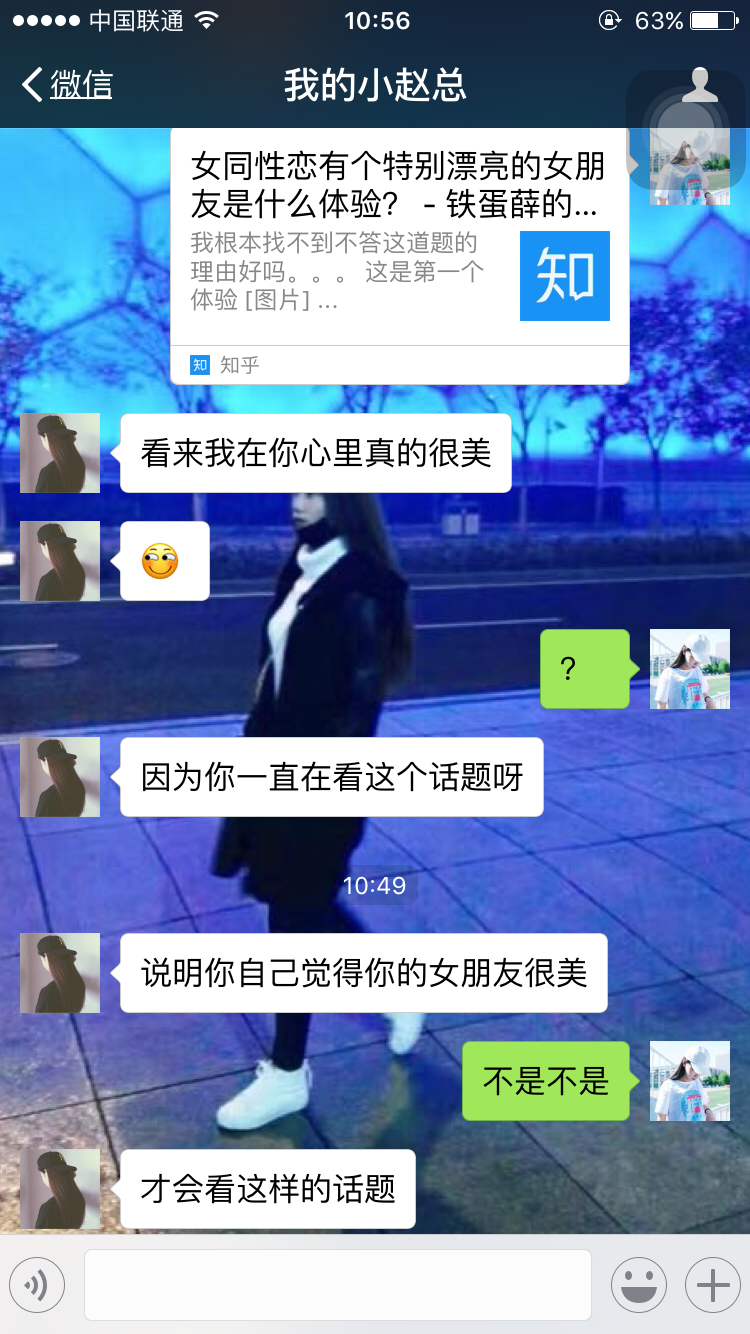 中国联通
10:56
63%
微信
我的小赵总
女同性恋有个特别漂亮的女朋
友是什么体验? - 铁蛋薛的...
我根本找不到不答这道题的
理由好吗。。。 这是第一个
体验 [图片] ...
知
知 知乎
看来我在你心里真的很美
?
因为你一直在看这个话题呀
10:49
说明你自己觉得你的女朋友很美
不是不是
才会看这样的话题